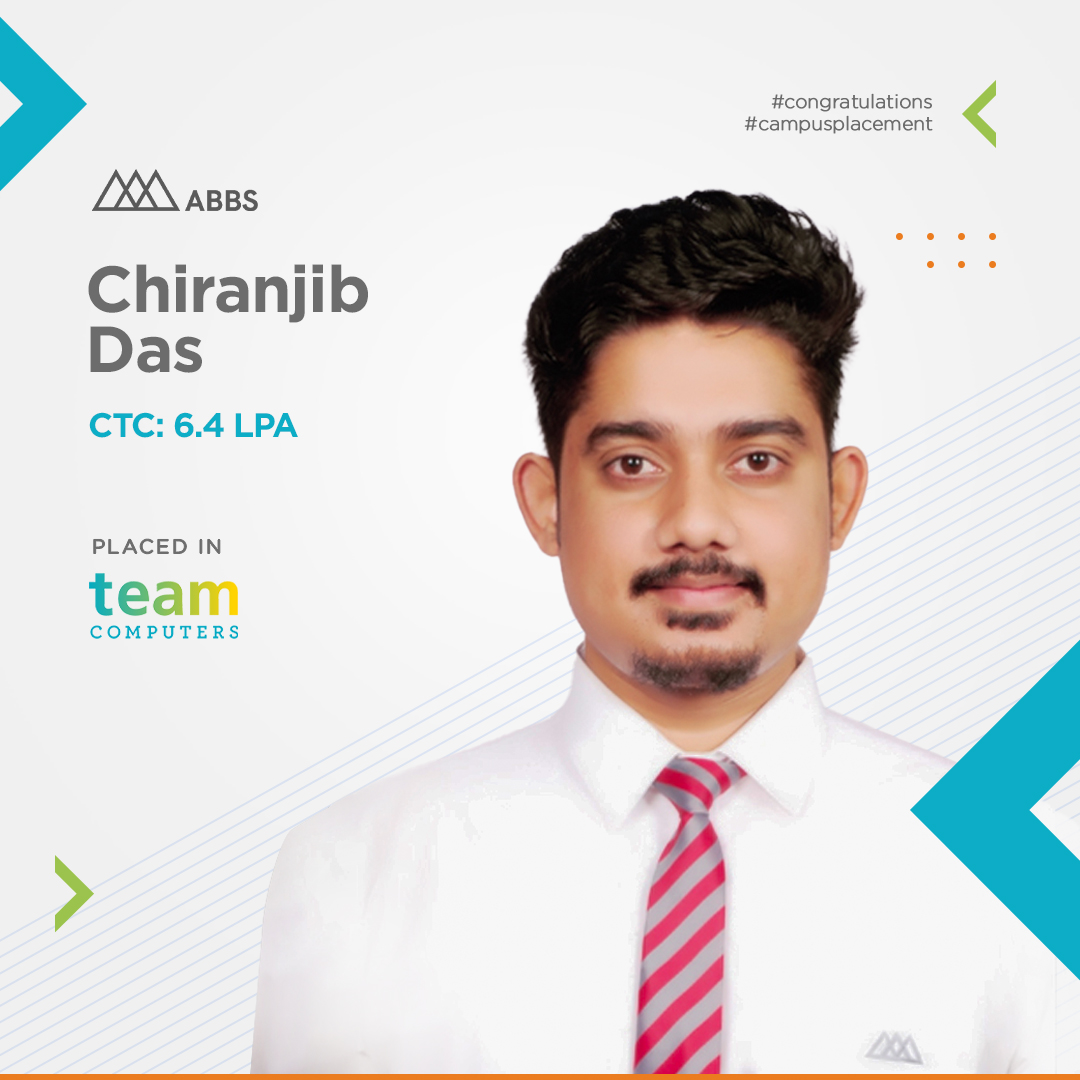 #congratulations
#campusplacement
ABBS
Chiranjib
Das
CTC: 6.4 LPA
PLACED IN
team
COMPUTERS